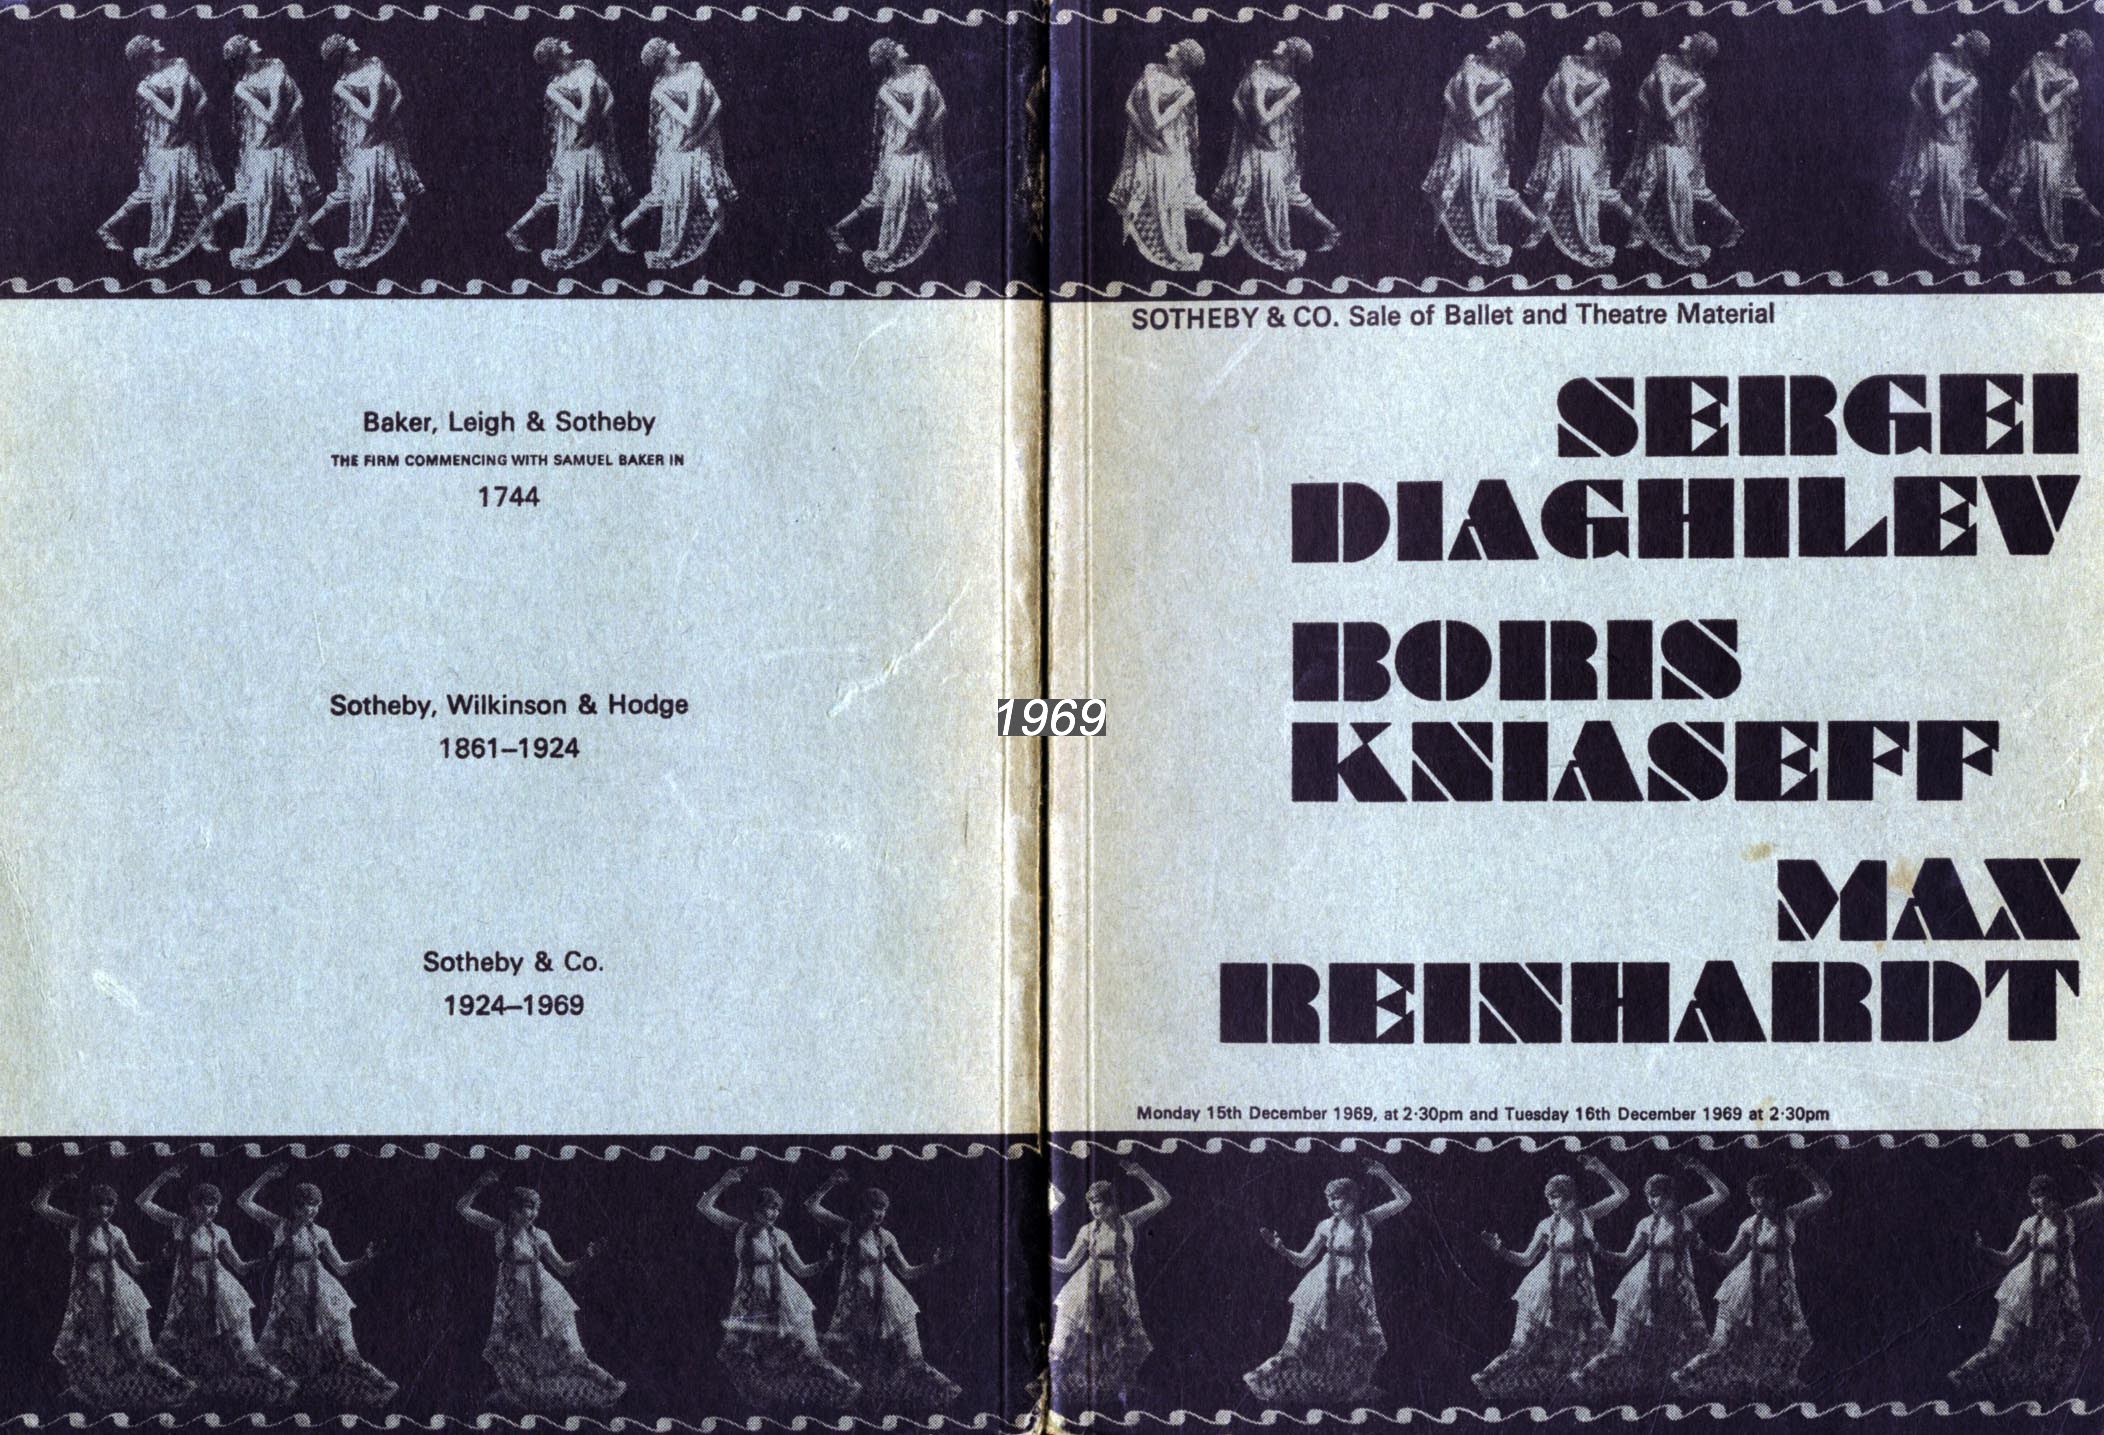 Baker, Leigh & Sotheby
THE FIRM COMMENCING WITH SAMUEL BAKER IN
1744
Sotheby, Wilkinson & Hodge
1861–1924
Sotheby & Co.
1924–1969
1969
SOTHEBY & CO. Sale of Ballet and Theatre Material
SERGEI
DIAGHILEV
BORIS
KNIASEFF
MAX
REINHARDT
Monday 15th December 1969, at 2·30pm and Tuesday 16th December 1969 at 2·30pm